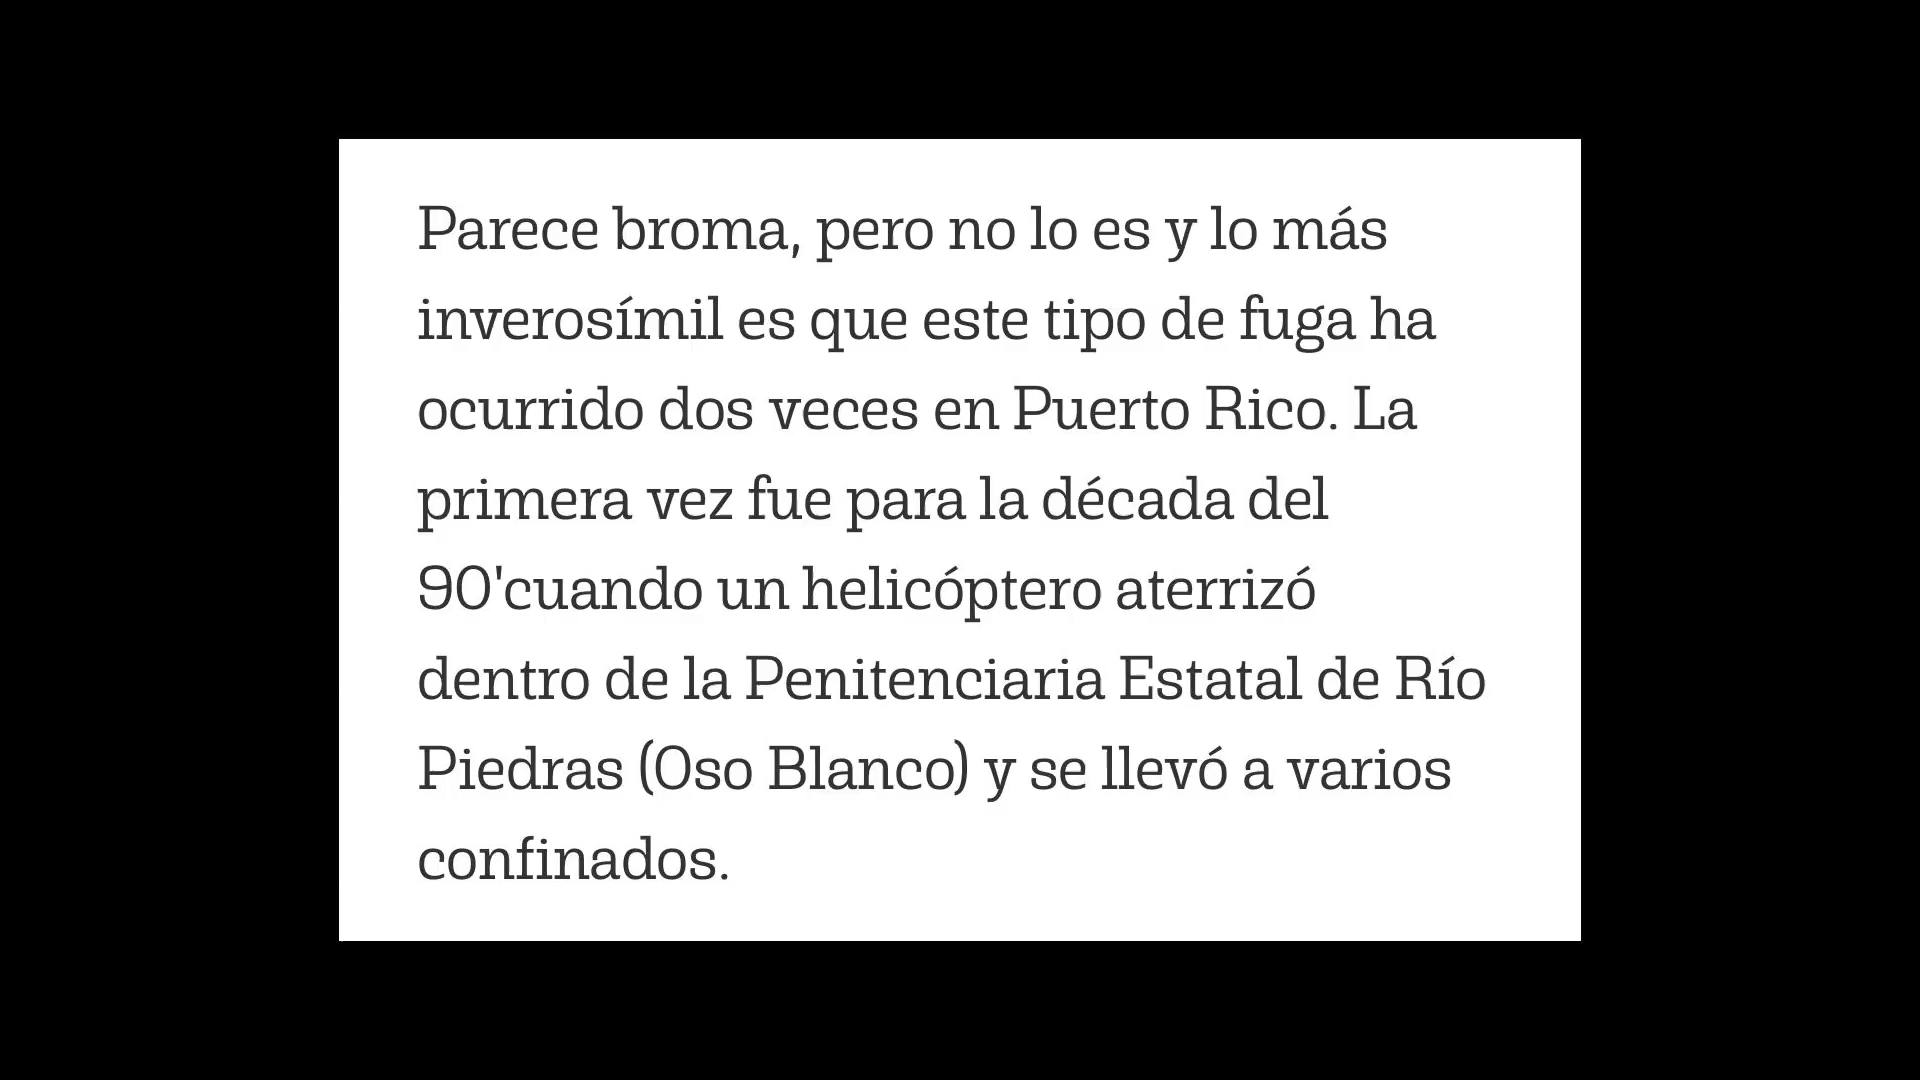 Parece broma, pero no lo es y lo más
inverosímil es que este tipo de fuga ha
ocurrido dos veces en Puerto Rico. La
primera vez fue para la década del
90'cuando un helicóptero aterrizó
dentro de la Penitenciaria Estatal de Río
Piedras (Oso Blanco) y se llevó a varios
confinados.